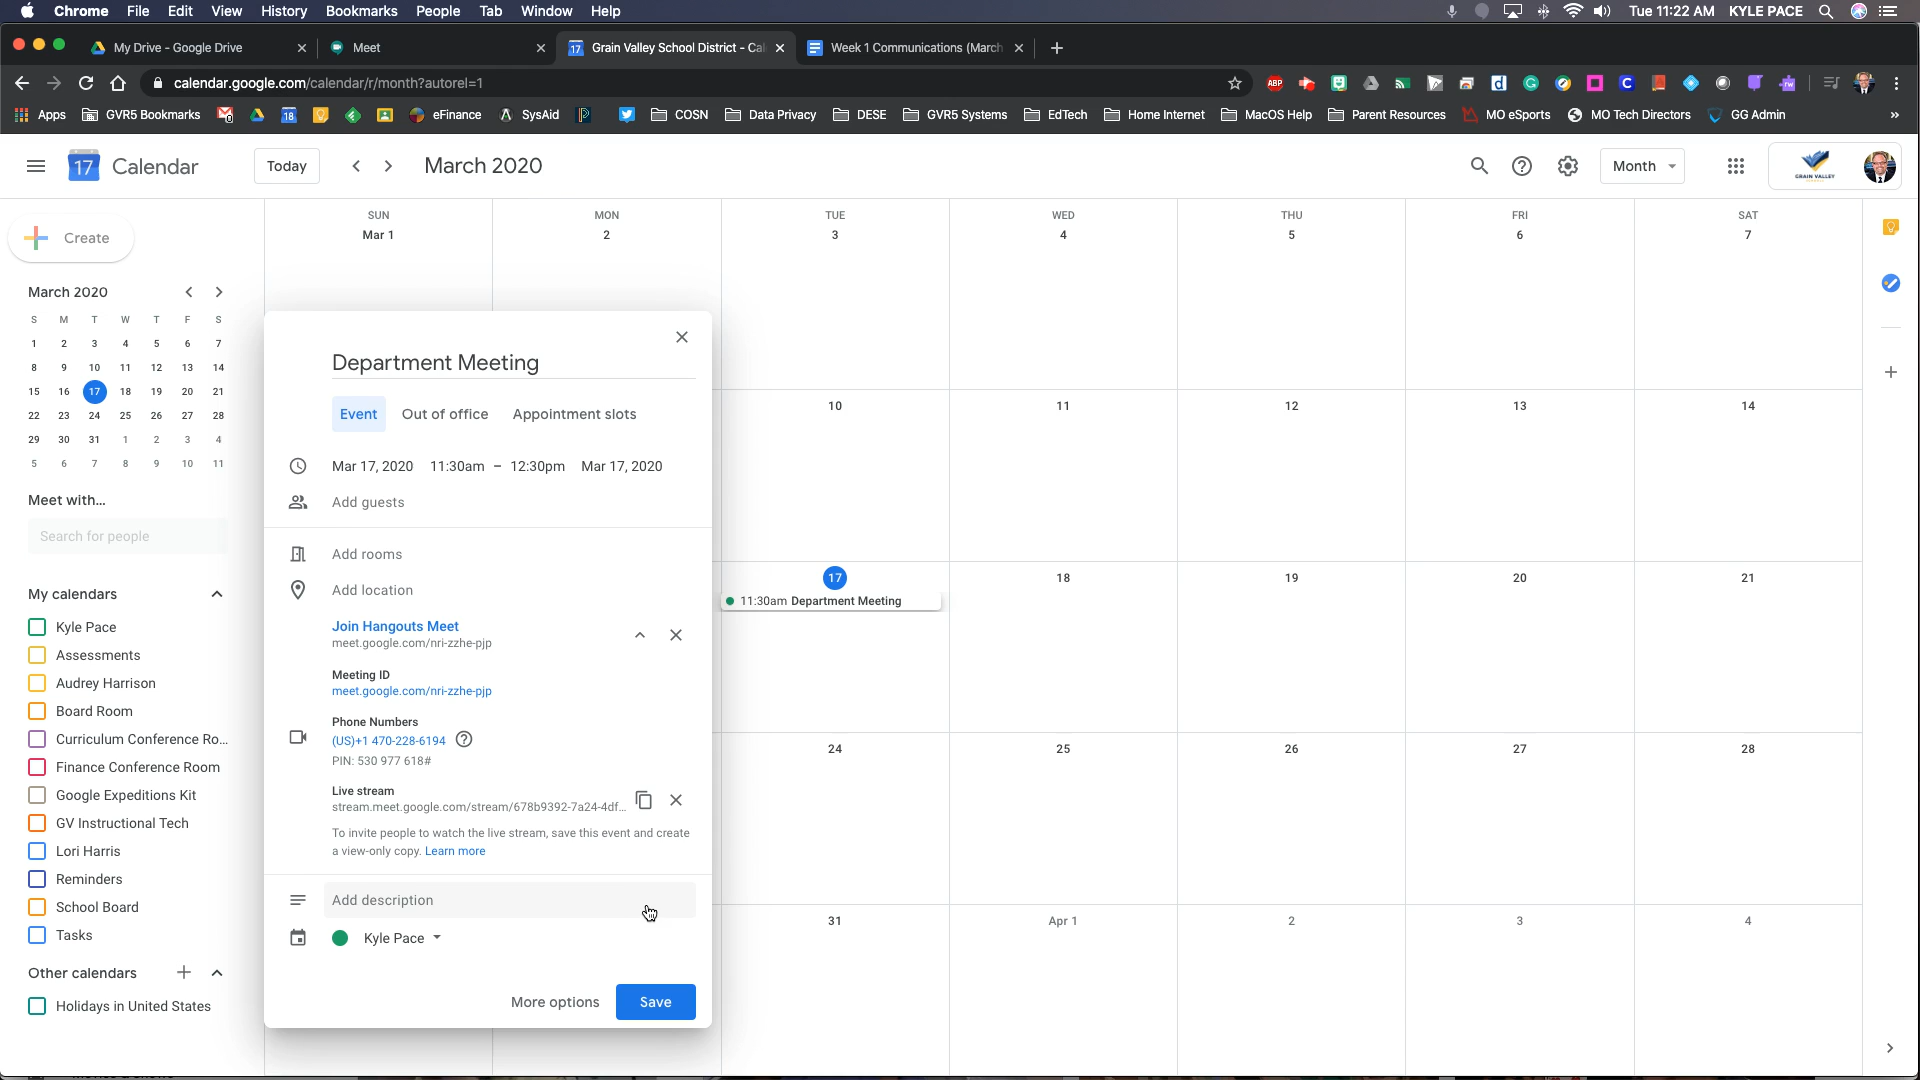 Chrome File Edit View History Bookmarks People Tab Window Help Tue 11:22 AM KYLE PACE
My Drive - Google Drive Meet Grain Valley School District - Cal Week 1 Communications (March
calendar.google.com/calendar/r/month?autorel=1
Apps GVR5 Bookmarks 18 eFinance SysAid COSN Data Privacy DESE GVR5 Systems EdTech Home Internet MacOS Help Parent Resources MO eSports MO Tech Directors GG Admin
17 Calendar Today March 2020 Month GRAIN VALLEY
Create
SUN MON TUE WED THU FRI SAT
Mar 1 2 3 4 5 6 7
March 2020
S M T W T F S
1 2 3 4 5 6 7
8 9 10 11 12 13 14
15 16 17 18 19 20 21
22 23 24 25 26 27 28
29 30 31 1 2 3 4
5 6 7 8 9 10 11
Meet with...
Search for people
My calendars
Kyle Pace
Assessments
Audrey Harrison
Board Room
Curriculum Conference Ro...
Finance Conference Room
Google Expeditions Kit
GV Instructional Tech
Lori Harris
Reminders
School Board
Tasks
Other calendars
Holidays in United States
Department Meeting
Event Out of office Appointment slots
Mar 17, 2020 11:30am – 12:30pm Mar 17, 2020
Add guests
Add rooms
Add location
Join Hangouts Meet
meet.google.com/nri-zzhe-pjp
Meeting ID
meet.google.com/nri-zzhe-pjp
Phone Numbers
(US)+1 470-228-6194
PIN: 530 977 618#
Live stream
stream.meet.google.com/stream/678b9392-7a24-4df...
To invite people to watch the live stream, save this event and create
a view-only copy. Learn more
Add description
Kyle Pace
More options Save
10 11 12 13 14
17 18 19 20 21
11:30am Department Meeting
24 25 26 27 28
31 Apr 1 2 3 4